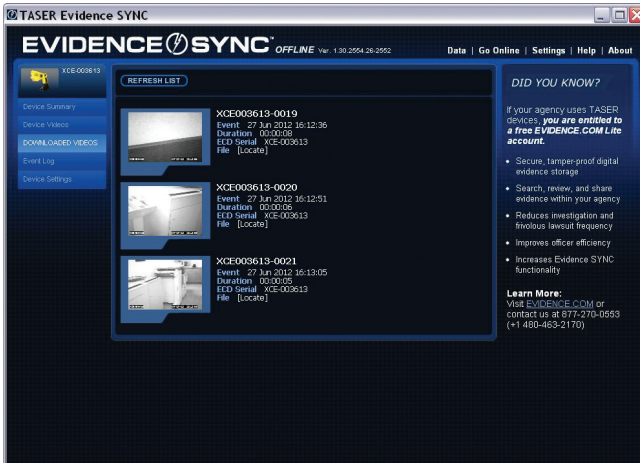 TASER Evidence SYNC
EVIDENCE SYNC™ OFFLINE Ver. 1.30.2554.26-2552
Data | Go Online | Settings | Help | About
XCE-003613
Device Summary
Device Videos
DOWNLOADED VIDEOS
Event Log
Device Settings
REFRESH LIST
XCE003613-0019
Event 27 Jun 2012 16:12:36
Duration 00:00:08
ECD Serial XCE-003613
File [Locate]
XCE003613-0020
Event 27 Jun 2012 16:12:51
Duration 00:00:06
ECD Serial XCE-003613
File [Locate]
XCE003613-0021
Event 27 Jun 2012 16:13:05
Duration 00:00:05
ECD Serial XCE-003613
File [Locate]
DID YOU KNOW?
If your agency uses TASER
devices, you are entitled to
a free EVIDENCE.COM Lite
account.
• Secure, tamper-proof digital
evidence storage
• Search, review, and share
evidence within your agency
• Reduces investigation and
frivolous lawsuit frequency
• Improves officer efficiency
• Increases Evidence SYNC
functionality
Learn More:
Visit EVIDENCE.COM or
contact us at 877-270-0553
(+1 480-463-2170)